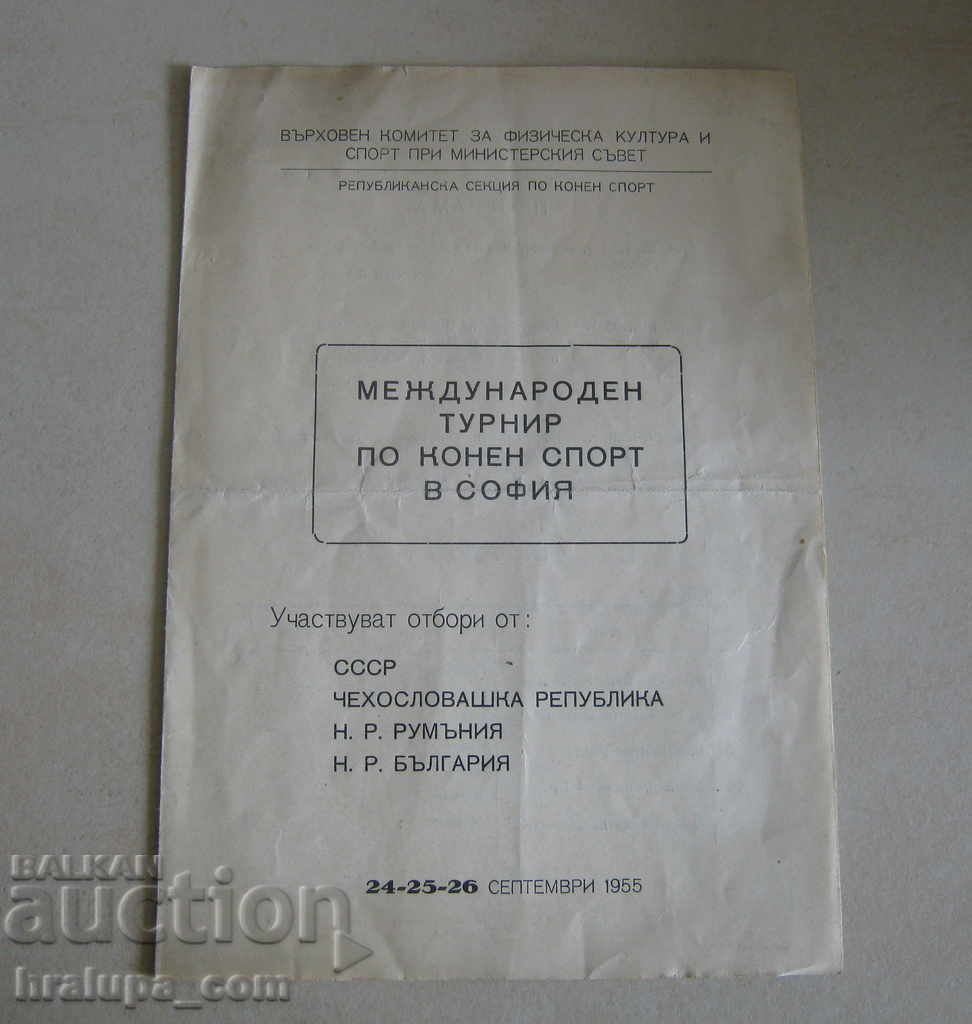 ВЪРХОВЕН КОМИТЕТ ЗА ФИЗИЧЕСКА КУЛТУРА И
СПОРТ ПРИ МИНИСТЕРСКИЯ СЪВЕТ
РЕПУБЛИКАНСКА СЕКЦИЯ ПО КОНЕН СПОРТ
МЕЖДУНАРОДЕН
ТУРНИР
ПО КОНЕН СПОРТ
В СОФИЯ
Участвуват отбори от:
СССР
ЧЕХОСЛОВАШКА РЕПУБЛИКА
Н. Р. РУМЪНИЯ
Н. Р. БЪЛГАРИЯ
24-25-26 СЕПТЕМВРИ 1955
BALKAN
auction
hralupa_com